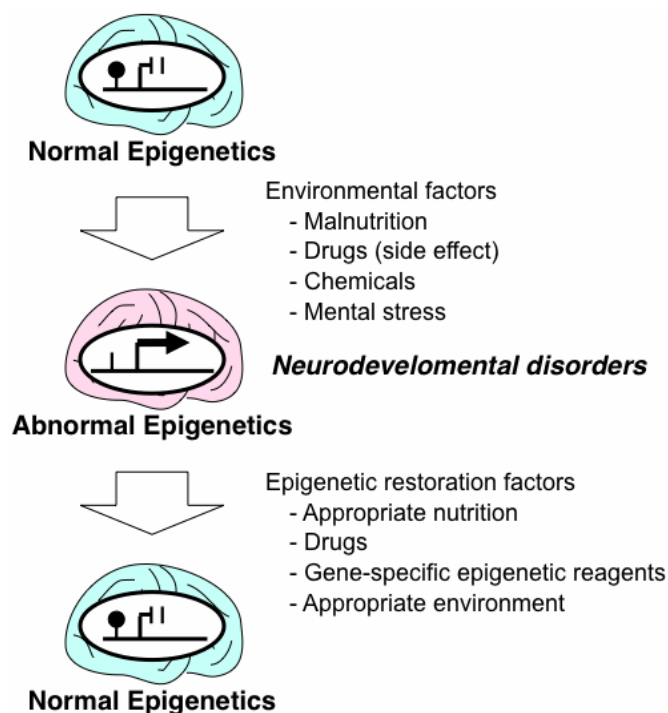 Normal Epigenetics
Environmental factors
- Malnutrition
- Drugs (side effect)
- Chemicals
- Mental stress
Neurodevelomental disorders
Abnormal Epigenetics
Epigenetic restoration factors
- Appropriate nutrition
- Drugs
- Gene-specific epigenetic reagents
- Appropriate environment
Normal Epigenetics